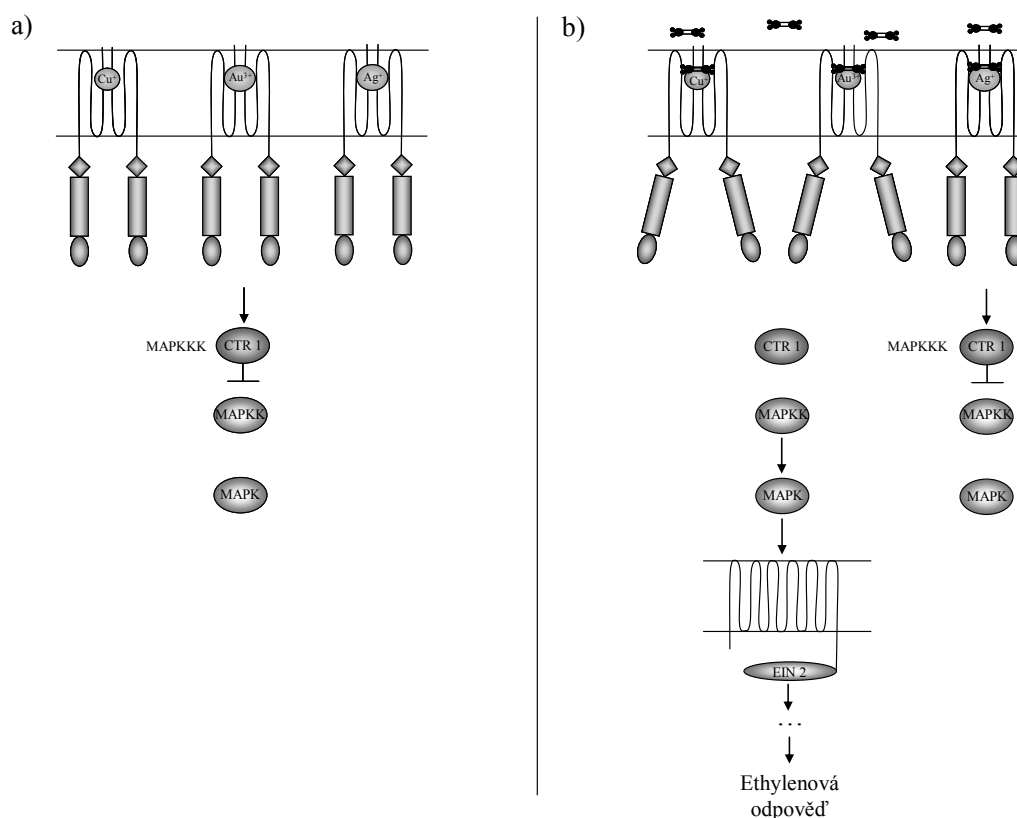 a)
Cu⁺
Au³⁺
Ag⁺
MAPKKK
CTR 1
MAPKK
MAPK
b)
Cu⁺
Au³⁺
Ag⁺
CTR 1
MAPKKK
CTR 1
MAPKK
MAPKK
MAPK
MAPK
EIN 2
. . .
Ethylenová
odpověď